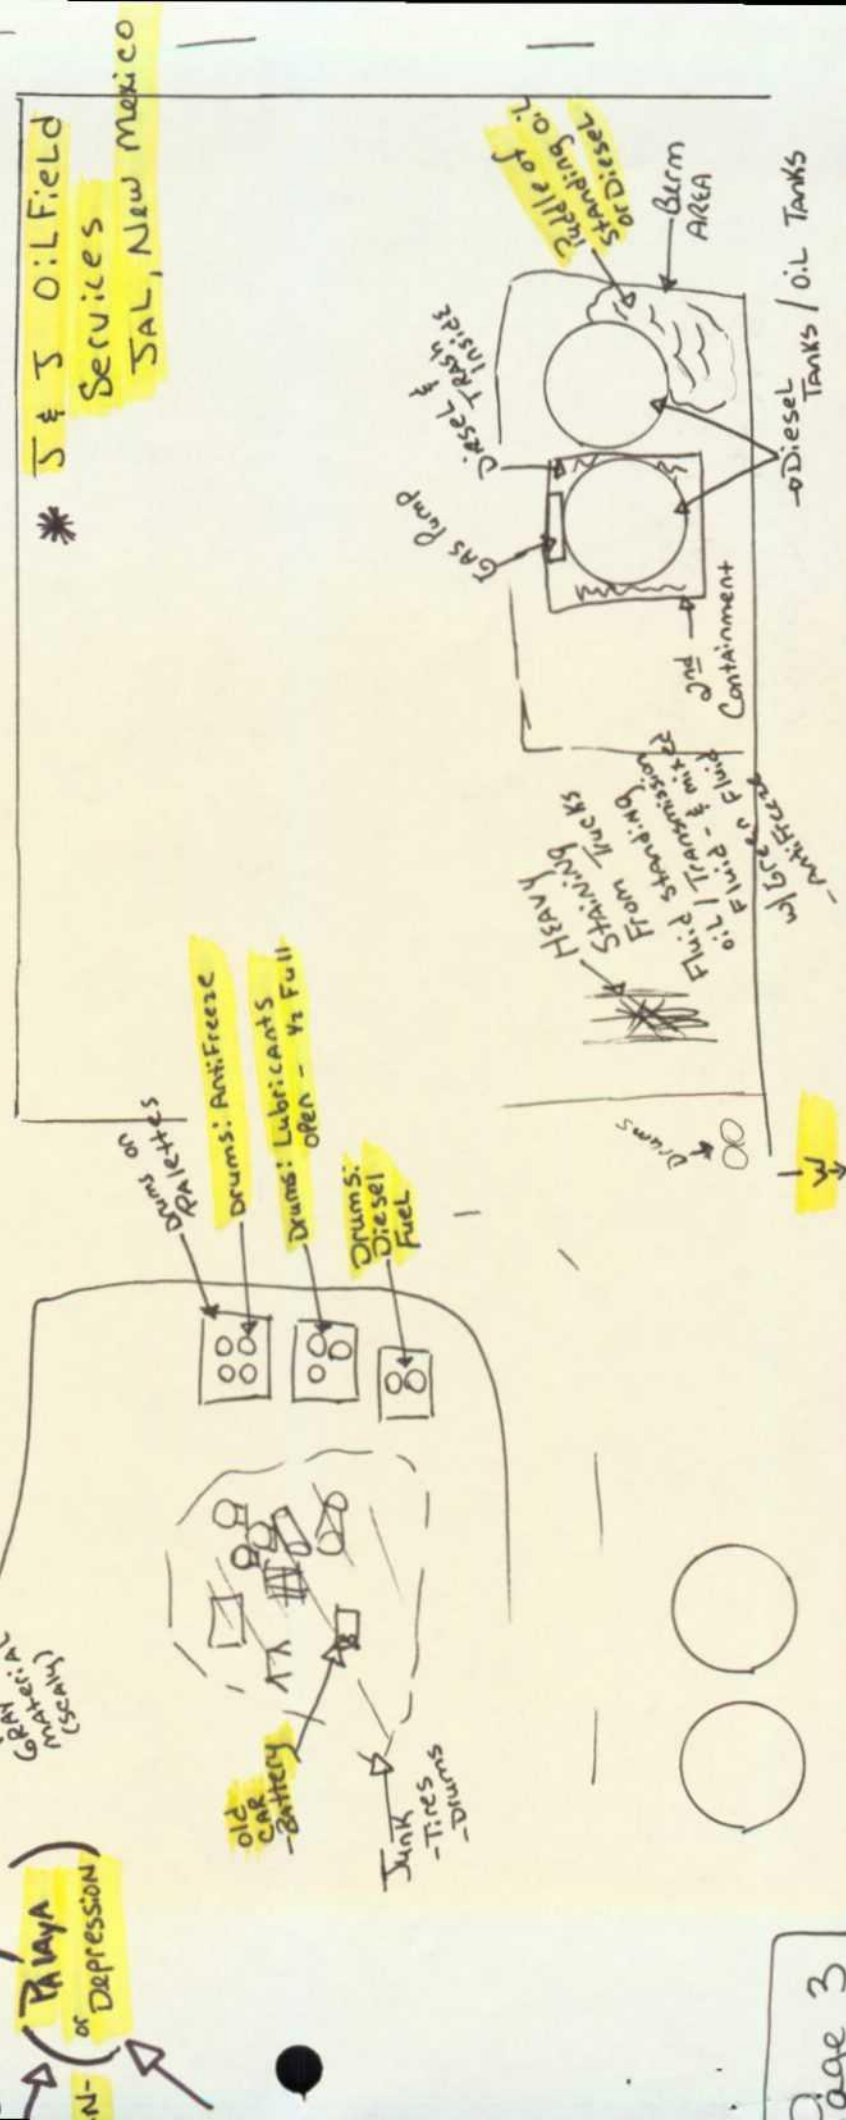 * J & J OilField
Services
JAL, New Mexico
Puddle of
standing oil
or Diesel
Berm
AREA
Diesel &
TRASH
inside
GAS Pump
Diesel
TANKS / OiL TANKS
2nd
Containment
HEAVY
Staining
From Trucks
Fluid standing
oil / Transmission
Fluid - & mixed
w/ Green Fluid
- AntiFreeze
Drums on
PAlettes
Drums: AntiFreeze
Drums: Lubricants
open - 1/2 Full
Drums:
Diesel
Fuel
Drums
W
GRAY
MATERIAL
(SCALY)
old
CAR
-Battery
Junk
-Tires
-Drums
(PlAyA)
or
Depression
N-
Page 3